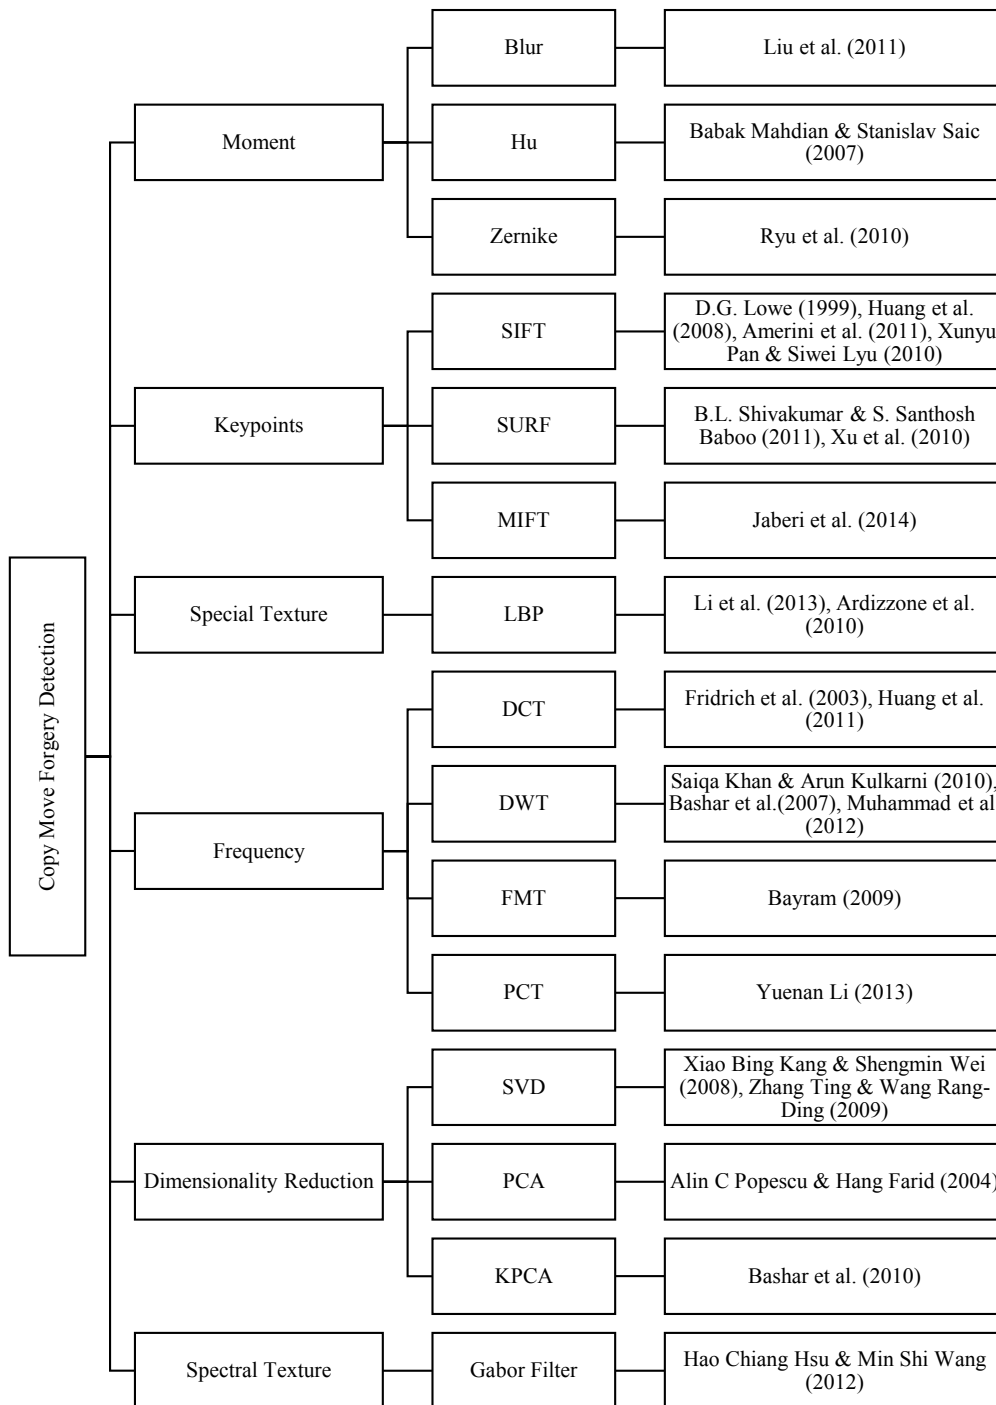 Copy Move Forgery Detection
Moment
Blur
Liu et al. (2011)
Hu
Babak Mahdian & Stanislav Saic
(2007)
Zernike
Ryu et al. (2010)
Keypoints
SIFT
D.G. Lowe (1999), Huang et al.
(2008), Amerini et al. (2011), Xunyu
Pan & Siwei Lyu (2010)
SURF
B.L. Shivakumar & S. Santhosh
Baboo (2011), Xu et al. (2010)
MIFT
Jaberi et al. (2014)
Special Texture
LBP
Li et al. (2013), Ardizzone et al.
(2010)
Frequency
DCT
Fridrich et al. (2003), Huang et al.
(2011)
DWT
Saiqa Khan & Arun Kulkarni (2010),
Bashar et al.(2007), Muhammad et al
(2012)
FMT
Bayram (2009)
PCT
Yuenan Li (2013)
Dimensionality Reduction
SVD
Xiao Bing Kang & Shengmin Wei
(2008), Zhang Ting & Wang Rang-
Ding (2009)
PCA
Alin C Popescu & Hang Farid (2004)
KPCA
Bashar et al. (2010)
Spectral Texture
Gabor Filter
Hao Chiang Hsu & Min Shi Wang
(2012)